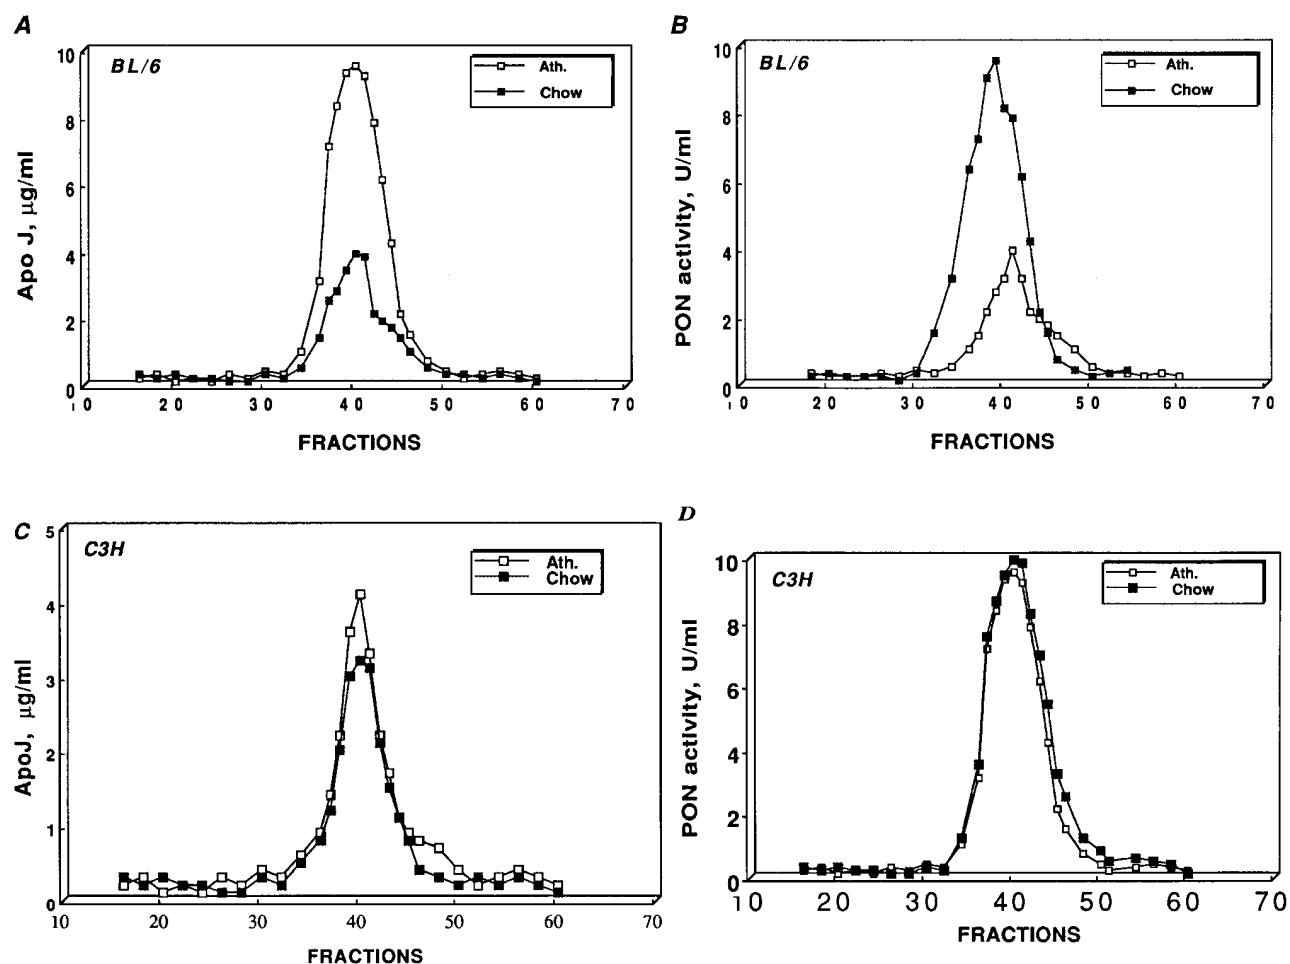 A
BL/6
Ath.
Chow
10
8
6
4
2
0
Apo J, µg/ml
10 20 30 40 50 60 70
FRACTIONS
B
BL/6
Ath.
Chow
10
8
6
4
2
0
PON activity, U/ml
10 20 30 40 50 60 70
FRACTIONS
C
C3H
Ath.
Chow
5
4
3
2
1
0
ApoJ, µg/ml
10 20 30 40 50 60 70
FRACTIONS
D
C3H
Ath.
Chow
10
8
6
4
2
0
PON activity, U/ml
10 20 30 40 50 60 70
FRACTIONS